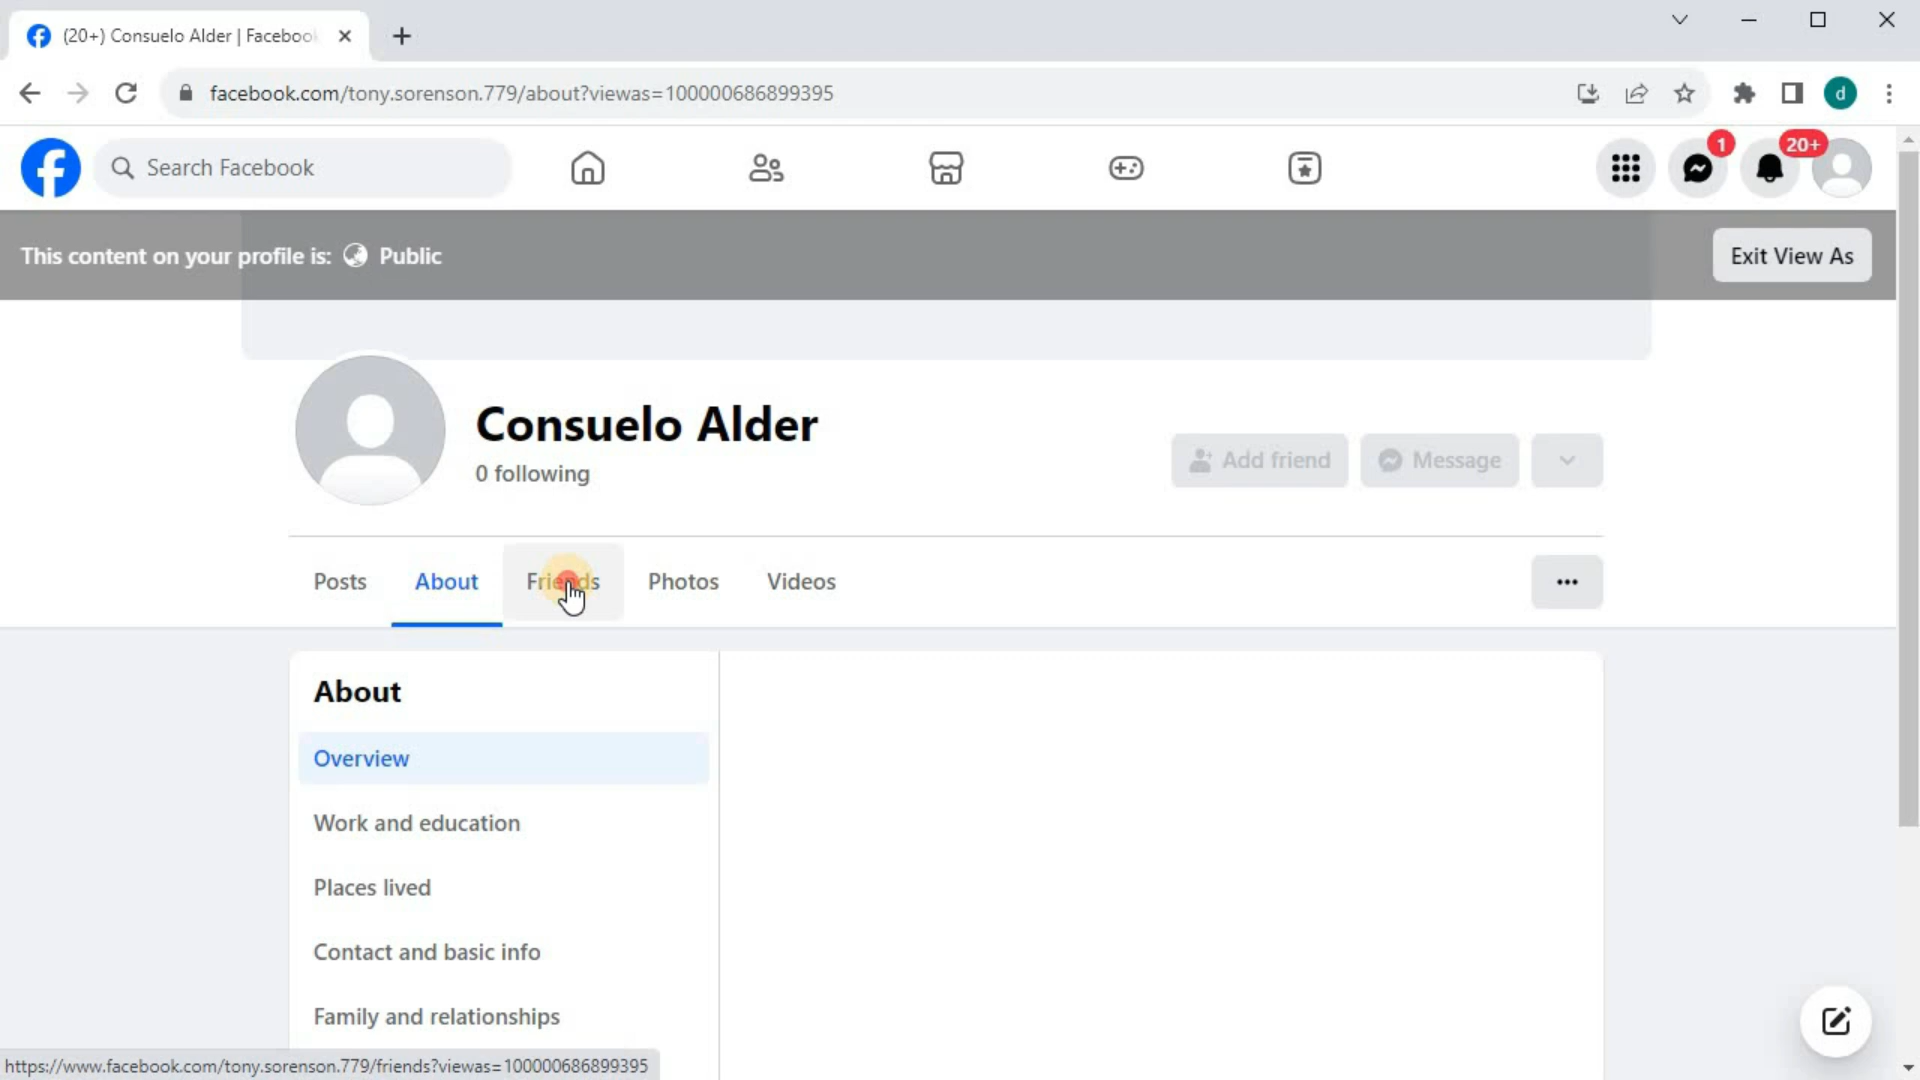 (20+) Consuelo Alder | Facebook
facebook.com/tony.sorenson.779/about?viewas=100000686899395
Search Facebook
1
20+
d
This content on your profile is: Public
Exit View As
Consuelo Alder
0 following
Add friend
Message
Posts
About
Friends
Photos
Videos
About
Overview
Work and education
Places lived
Contact and basic info
Family and relationships
https://www.facebook.com/tony.sorenson.779/friends?viewas=100000686899395